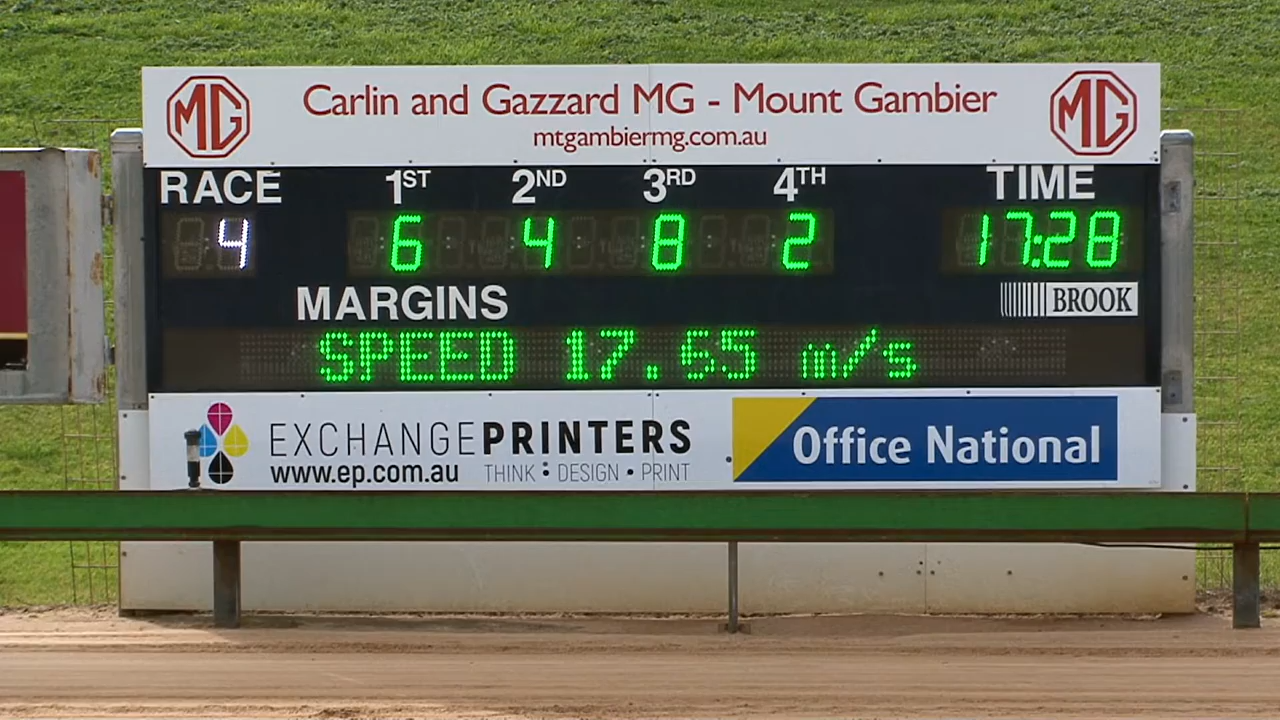 MG Carlin and Gazzard MG - Mount Gambier MG
mtgambiermg.com.au
RACE 1ST 2ND 3RD 4TH TIME
4 6 4 8 2 17:28
MARGINS BROOK
SPEED 17.65 m/s
EXCHANGEPRINTERS Office National
www.ep.com.au THINK : DESIGN • PRINT